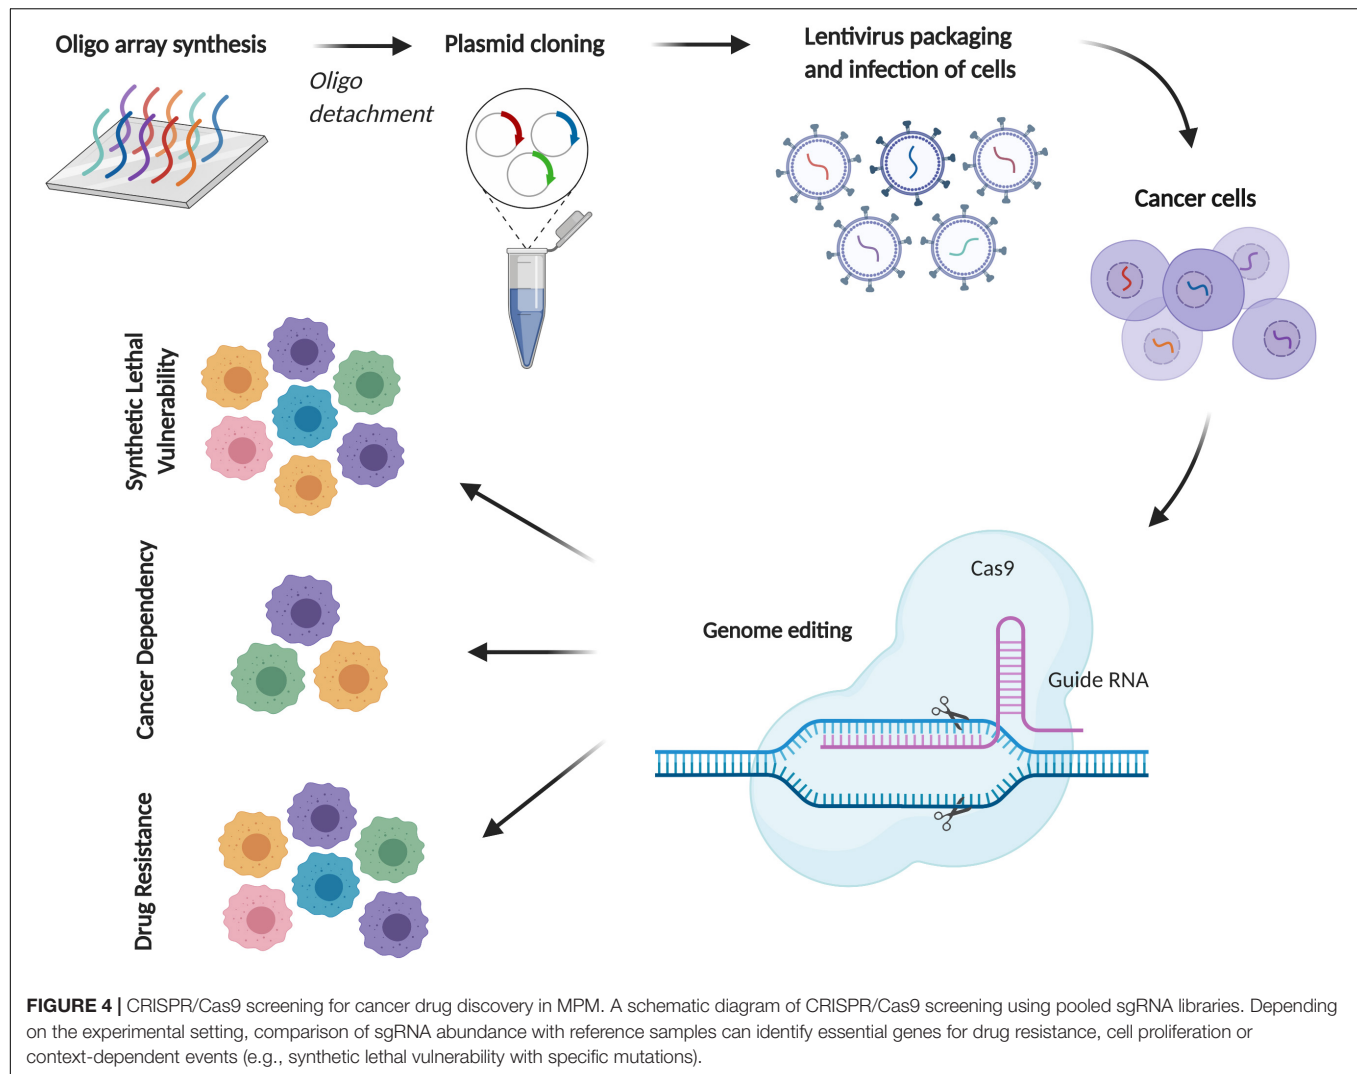 Oligo array synthesis
Oligo
detachment
Plasmid cloning
Lentivirus packaging
and infection of cells
Cancer cells
Synthetic Lethal
Vulnerability
Cancer Dependency
Drug Resistance
Genome editing
Cas9
Guide RNA
FIGURE 4 | CRISPR/Cas9 screening for cancer drug discovery in MPM. A schematic diagram of CRISPR/Cas9 screening using pooled sgRNA libraries. Depending
on the experimental setting, comparison of sgRNA abundance with reference samples can identify essential genes for drug resistance, cell proliferation or
context-dependent events (e.g., synthetic lethal vulnerability with specific mutations).